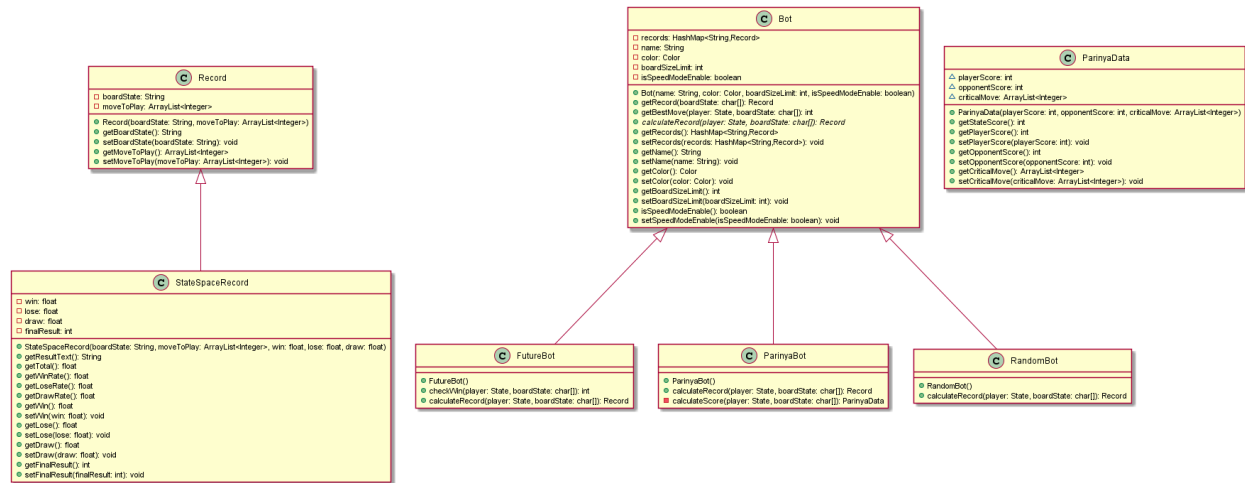 C Record
boardState: String
moveToPlay: ArrayList<Integer>
Record(boardState: String, moveToPlay: ArrayList<Integer>)
getBoardState(): String
setBoardState(boardState: String): void
getMoveToPlay(): ArrayList<Integer>
setMoveToPlay(moveToPlay: ArrayList<Integer>): void
C Bot
records: HashMap<String,Record>
name: String
color: Color
boardSizeLimit: int
isSpeedModeEnable: boolean
Bot(name: String, color: Color, boardSizeLimit: int, isSpeedModeEnable: boolean)
getRecord(boardState: char[]): Record
getBestMove(player: State, boardState: char[]): int
calculateRecord(player: State, boardState: char[]): Record
getRecords(): HashMap<String,Record>
setRecords(records: HashMap<String,Record>): void
getName(): String
setName(name: String): void
getColor(): Color
setColor(color: Color): void
getBoardSizeLimit(): int
setBoardSizeLimit(boardSizeLimit: int): void
isSpeedModeEnable(): boolean
setSpeedModeEnable(isSpeedModeEnable: boolean): void
C ParinyaData
playerScore: int
opponentScore: int
criticalMove: ArrayList<Integer>
ParinyaData(playerScore: int, opponentScore: int, criticalMove: ArrayList<Integer>)
getStateScore(): int
getPlayerScore(): int
setPlayerScore(playerScore: int): void
getOpponentScore(): int
setOpponentScore(opponentScore: int): void
getCriticalMove(): ArrayList<Integer>
setCriticalMove(criticalMove: ArrayList<Integer>): void
C StateSpaceRecord
win: float
lose: float
draw: float
finalResult: int
StateSpaceRecord(boardState: String, moveToPlay: ArrayList<Integer>, win: float, lose: float, draw: float)
getResultText(): String
getTotal(): float
getWinRate(): float
getLoseRate(): float
getDrawRate(): float
getWin(): float
setWin(win: float): void
getLose(): float
setLose(lose: float): void
getDraw(): float
setDraw(draw: float): void
getFinalResult(): int
setFinalResult(finalResult: int): void
C FutureBot
FutureBot()
checkWin(player: State, boardState: char[]): int
calculateRecord(player: State, boardState: char[]): Record
C ParinyaBot
ParinyaBot()
calculateRecord(player: State, boardState: char[]): Record
calculateScore(player: State, boardState: char[]): ParinyaData
C RandomBot
RandomBot()
calculateRecord(player: State, boardState: char[]): Record